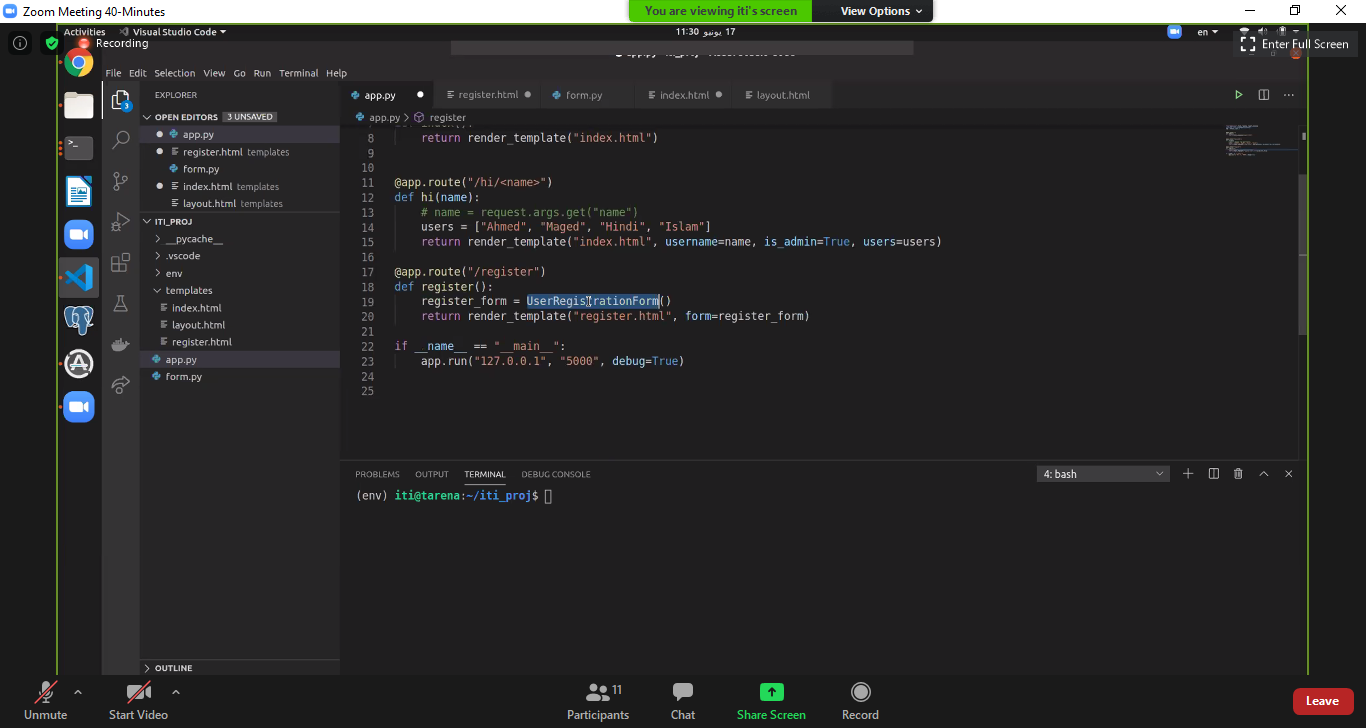 Zoom Meeting 40-Minutes
You are viewing iti's screen
View Options
Activities
Visual Studio Code
17 يونيو 11:30
en
Recording
Enter Full Screen
File Edit Selection View Go Run Terminal Help
EXPLORER
OPEN EDITORS 3 UNSAVED
app.py
register.html templates
form.py
index.html templates
layout.html templates
ITI_PROJ
__pycache__
.vscode
env
templates
index.html
layout.html
register.html
app.py
form.py
OUTLINE
3
app.py register.html form.py index.html layout.html
app.py > register
8 return render_template("index.html")
9
10
11 @app.route("/hi/<name>")
12 def hi(name):
13 # name = request.args.get("name")
14 users = ["Ahmed", "Maged", "Hindi", "Islam"]
15 return render_template("index.html", username=name, is_admin=True, users=users)
16
17 @app.route("/register")
18 def register():
19 register_form = UserRegistrationForm()
20 return render_template("register.html", form=register_form)
21
22 if __name__ == "__main__":
23 app.run("127.0.0.1", "5000", debug=True)
24
25
PROBLEMS OUTPUT TERMINAL DEBUG CONSOLE
4: bash
(env) iti@tarena:~/iti_proj$
Unmute
Start Video
Participants 11
Chat
Share Screen
Record
Leave